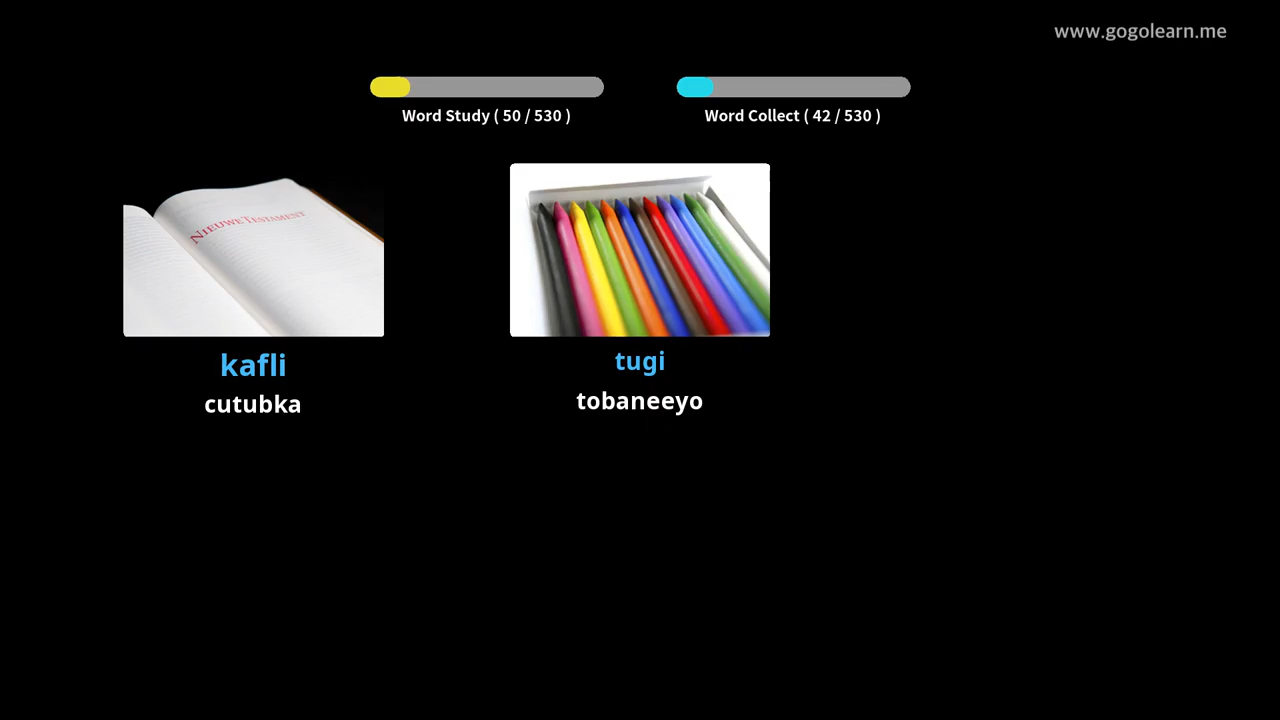 www.gogolearn.me
Word Study ( 50 / 530 )
Word Collect ( 42 / 530 )
NIEUWE TESTAMENT
kafli
cutubka
tugi
tobaneeyo